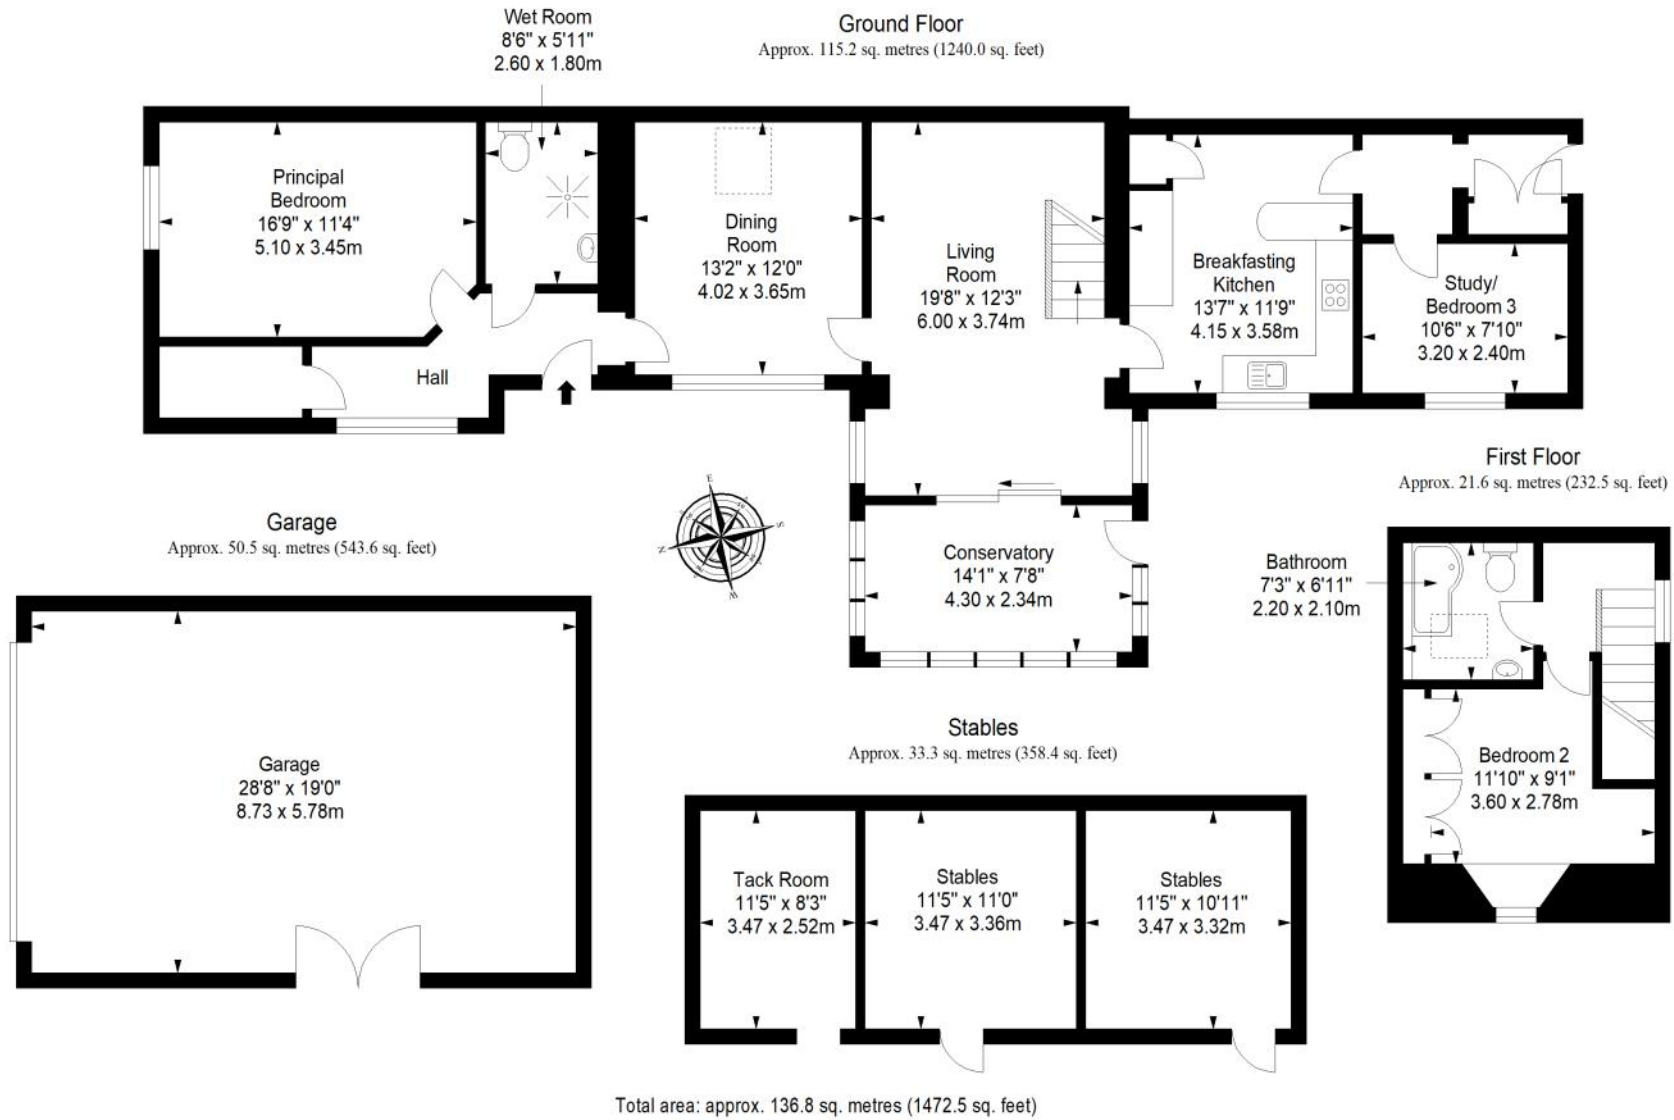 Wet Room
8'6" x 5'11"
2.60 x 1.80m
Ground Floor
Approx. 115.2 sq. metres (1240.0 sq. feet)
Principal
Bedroom
16'9" x 11'4"
5.10 x 3.45m
Dining
Room
13'2" x 12'0"
4.02 x 3.65m
Living
Room
19'8" x 12'3"
6.00 x 3.74m
Breakfasting
Kitchen
13'7" x 11'9"
4.15 x 3.58m
Study/
Bedroom 3
10'6" x 7'10"
3.20 x 2.40m
Hall
Conservatory
14'1" x 7'8"
4.30 x 2.34m
E
S
N
W
First Floor
Approx. 21.6 sq. metres (232.5 sq. feet)
Bathroom
7'3" x 6'11"
2.20 x 2.10m
Bedroom 2
11'10" x 9'1"
3.60 x 2.78m
Garage
Approx. 50.5 sq. metres (543.6 sq. feet)
Garage
28'8" x 19'0"
8.73 x 5.78m
Stables
Approx. 33.3 sq. metres (358.4 sq. feet)
Tack Room
11'5" x 8'3"
3.47 x 2.52m
Stables
11'5" x 11'0"
3.47 x 3.36m
Stables
11'5" x 10'11"
3.47 x 3.32m
Total area: approx. 136.8 sq. metres (1472.5 sq. feet)